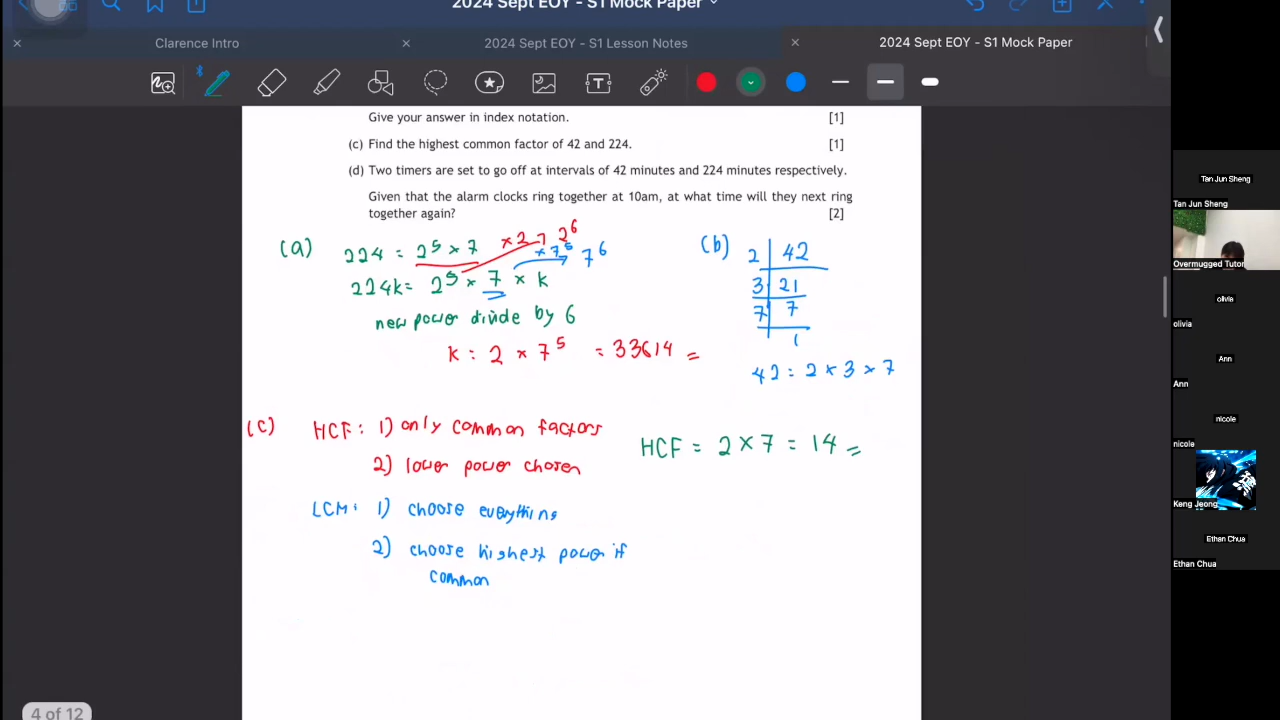 2024 Sept EOY - S1 Mock Paper
Clarence Intro
2024 Sept EOY - S1 Lesson Notes
2024 Sept EOY - S1 Mock Paper
Give your answer in index notation. [1]
(c) Find the highest common factor of 42 and 224. [1]
(d) Two timers are set to go off at intervals of 42 minutes and 224 minutes respectively.
Given that the alarm clocks ring together at 10am, at what time will they next ring
together again? [2]
(a) 224 = 2⁵ × 7 ×2 → 2⁶
×7⁵ 7⁶
224k = 2⁵ × 7 × k
new power divide by 6
k = 2 × 7⁵ = 33614 =
(b) 2 | 42
3 | 21
7 | 7
1
42 = 2 × 3 × 7
(c) HCF: 1) only common factors
2) lower power chosen
HCF = 2 × 7 = 14 =
LCM: 1) choose everything
2) choose highest power if
common
4 of 12
Tan Jun Sheng
Tan Jun Sheng
Overmugged Tutor
olivia
olivia
Ann
Ann
nicole
nicole
Keng Jeong
Ethan Chua
Ethan Chua